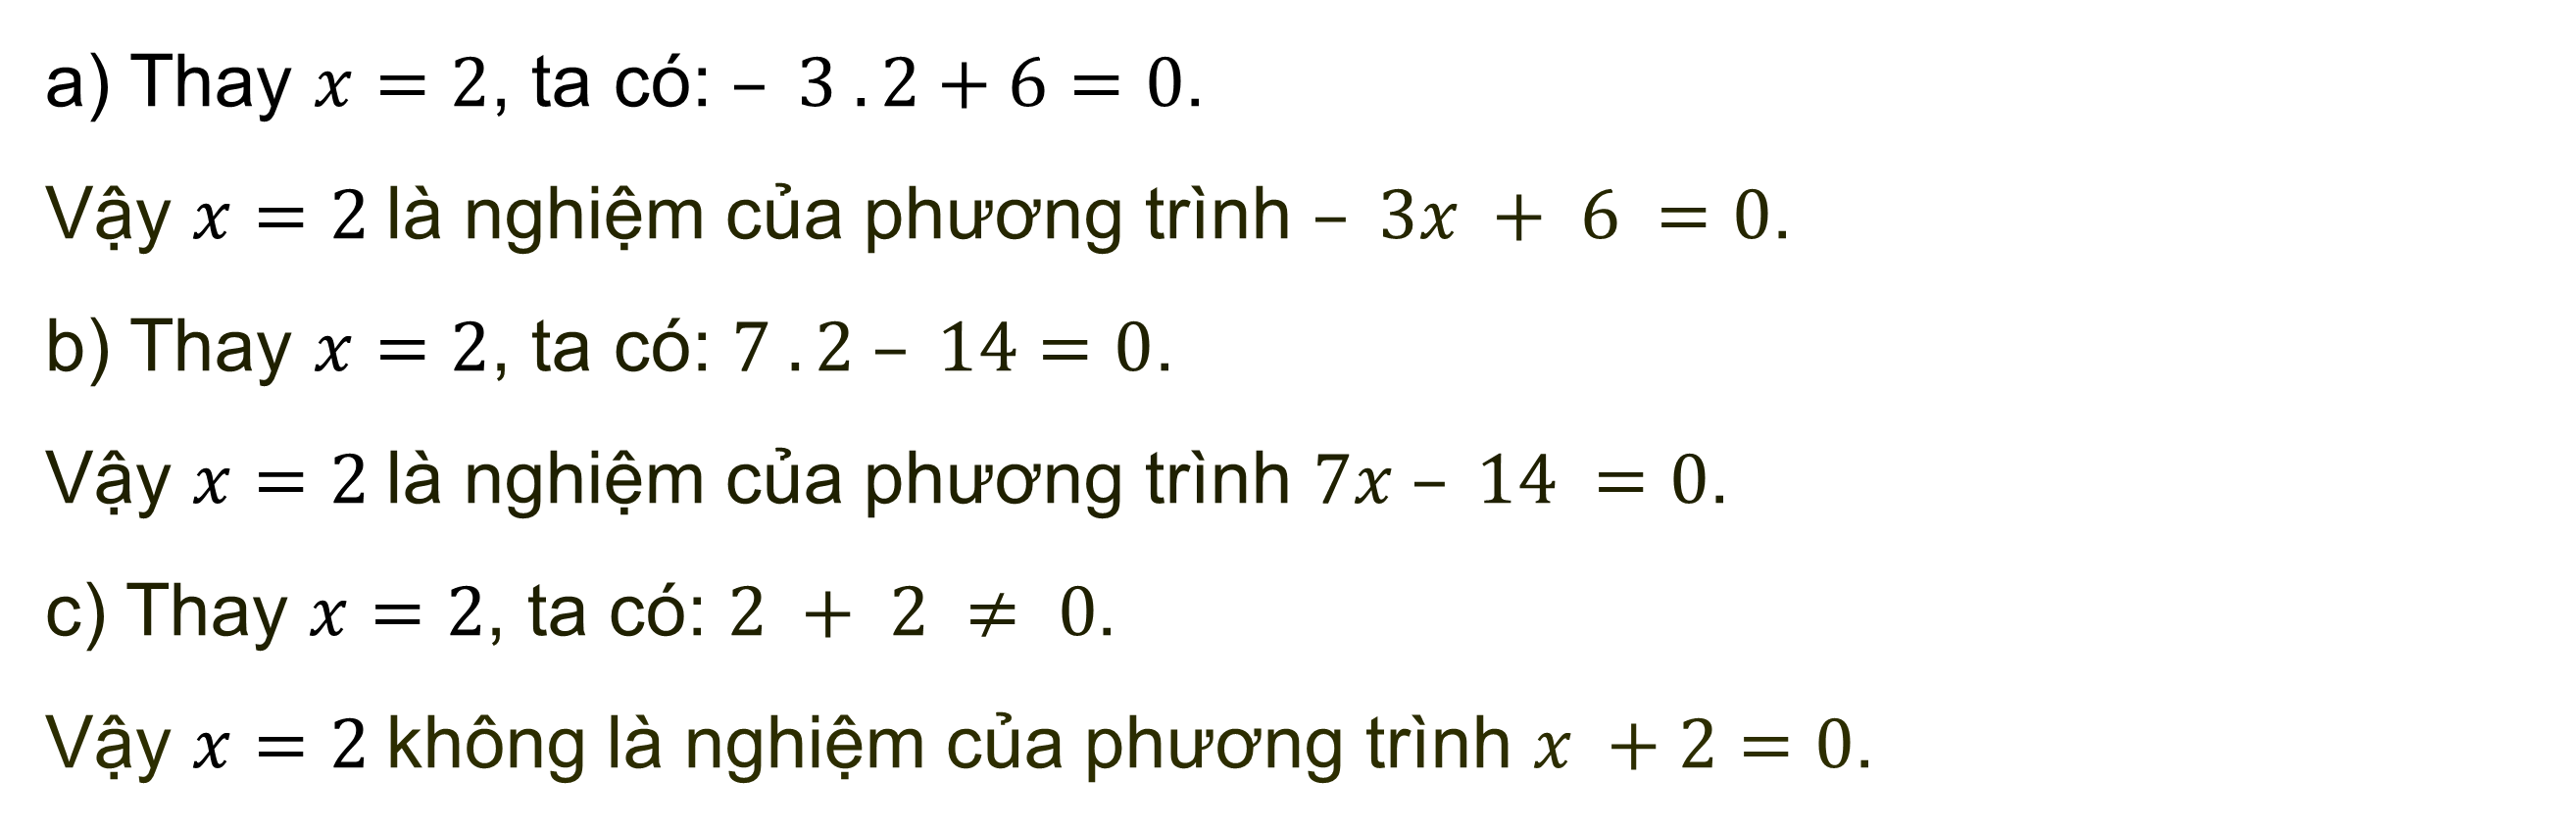 a) Thay x = 2, ta có: – 3 . 2 + 6 = 0.
Vậy x = 2 là nghiệm của phương trình – 3x + 6 = 0.
b) Thay x = 2, ta có: 7 . 2 – 14 = 0.
Vậy x = 2 là nghiệm của phương trình 7x – 14 = 0.
c) Thay x = 2, ta có: 2 + 2 ≠ 0.
Vậy x = 2 không là nghiệm của phương trình x + 2 = 0.